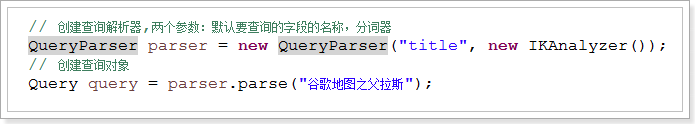 // 创建查询解析器,两个参数：默认要查询的字段的名称，分词器
QueryParser parser = new QueryParser("title", new IKAnalyzer());
// 创建查询对象
Query query = parser.parse("谷歌地图之父拉斯");